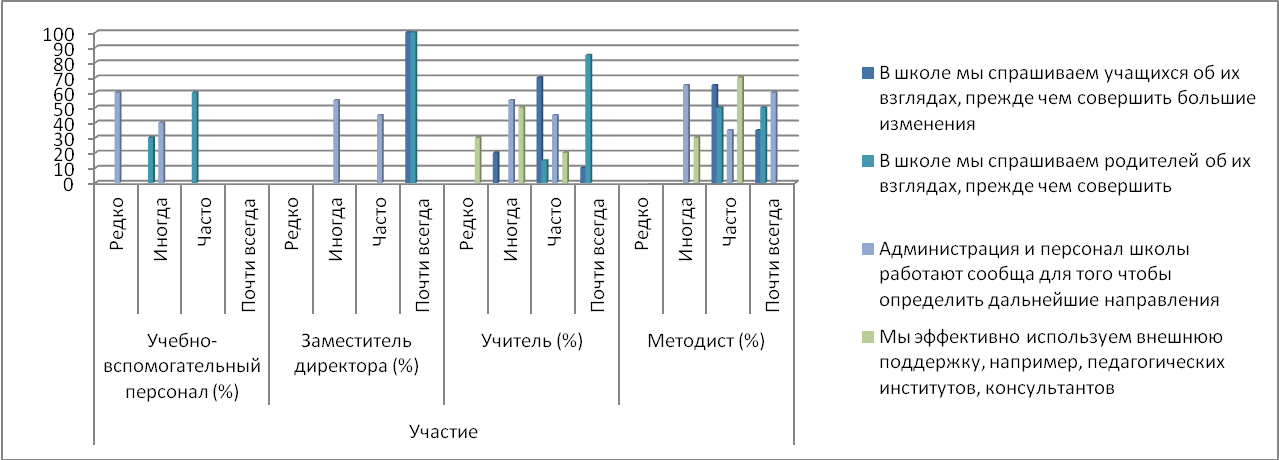 100
90
80
70
60
50
40
30
20
10
0
Редко
Иногда
Часто
Почти всегда
Редко
Иногда
Часто
Почти всегда
Редко
Иногда
Часто
Почти всегда
Редко
Иногда
Часто
Почти всегда
Учебно-
вспомогательный
персонал (%)
Заместитель
директора (%)
Учитель (%)
Методист (%)
Участие
В школе мы спрашиваем учащихся об их
взглядах, прежде чем совершить большие
изменения
В школе мы спрашиваем родителей об их
взглядах, прежде чем совершить
Администрация и персонал школы
работают сообща для того чтобы
определить дальнейшие направления
Мы эффективно используем внешнюю
поддержку, например, педагогических
институтов, консультантов